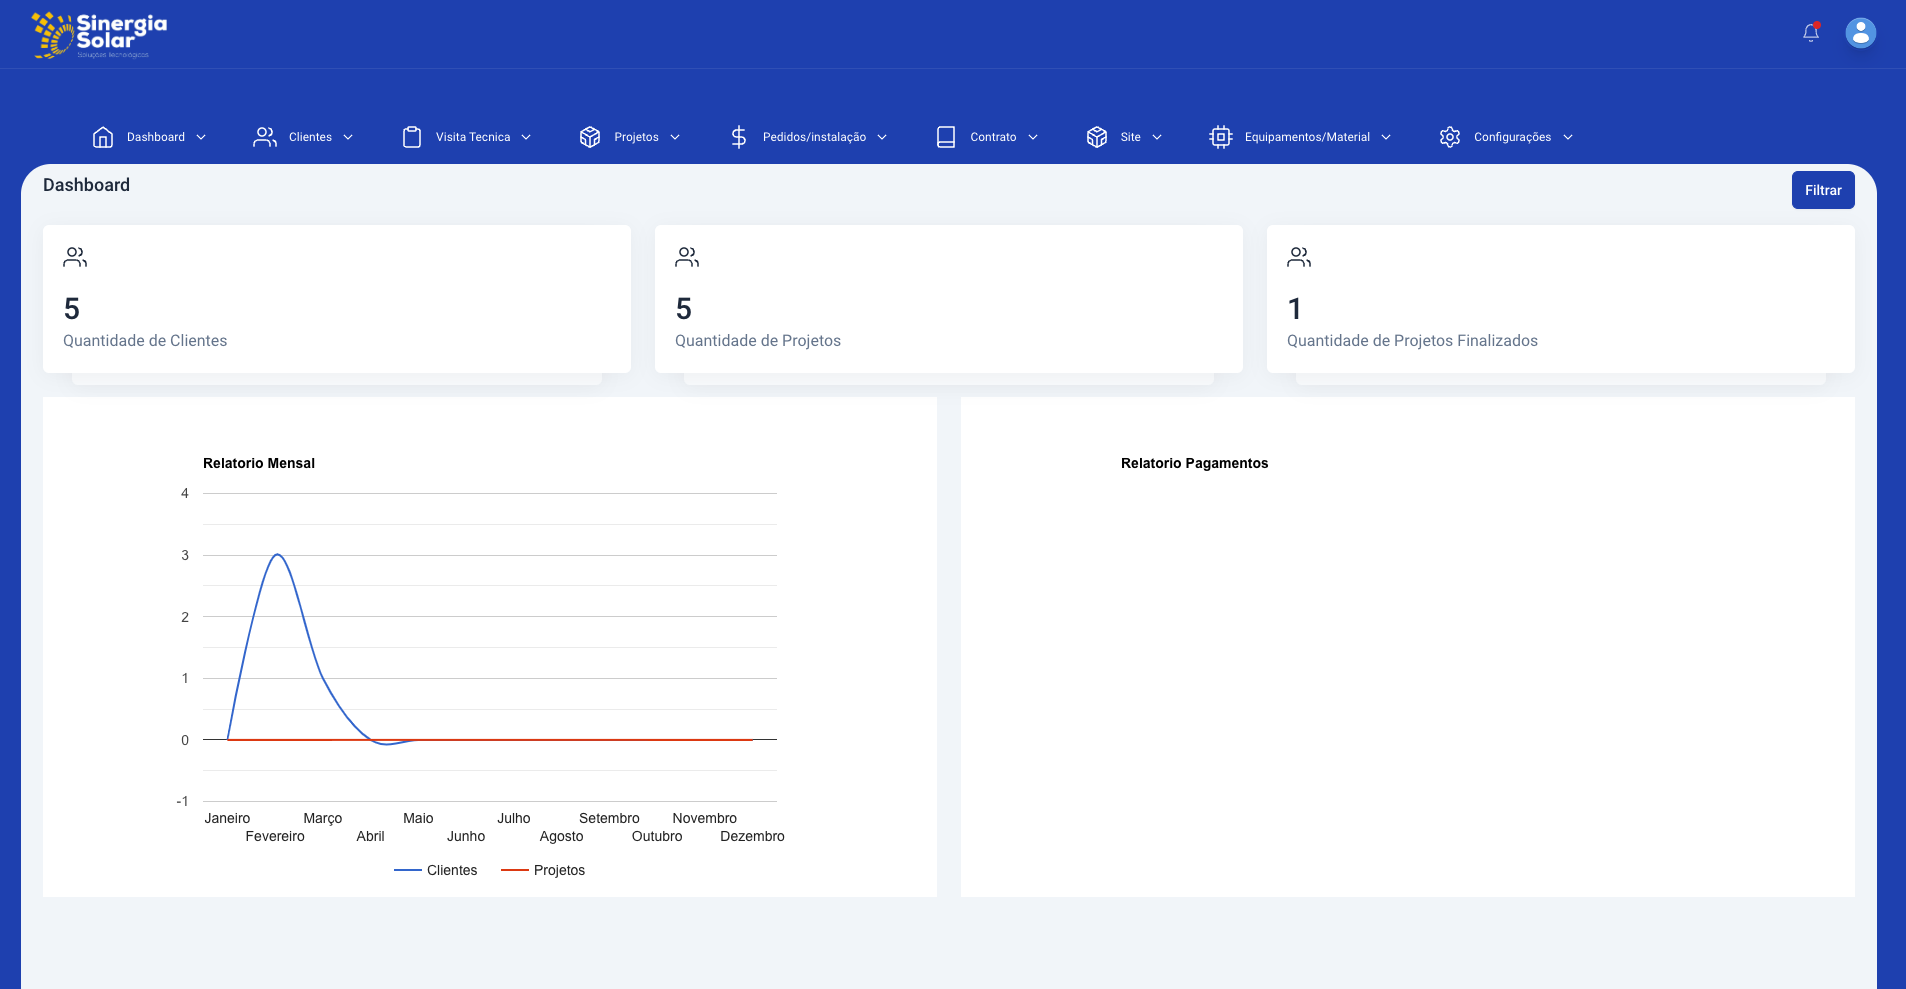 Sinergia
Solar
Soluções tecnológicas
Dashboard
Clientes
Visita Tecnica
Projetos
Pedidos/instalação
Contrato
Site
Equipamentos/Material
Configurações
Dashboard
Filtrar
5
Quantidade de Clientes
5
Quantidade de Projetos
1
Quantidade de Projetos Finalizados
Relatorio Mensal
4
3
2
1
0
-1
Janeiro
Fevereiro
Março
Abril
Maio
Junho
Julho
Agosto
Setembro
Outubro
Novembro
Dezembro
Clientes
Projetos
Relatorio Pagamentos